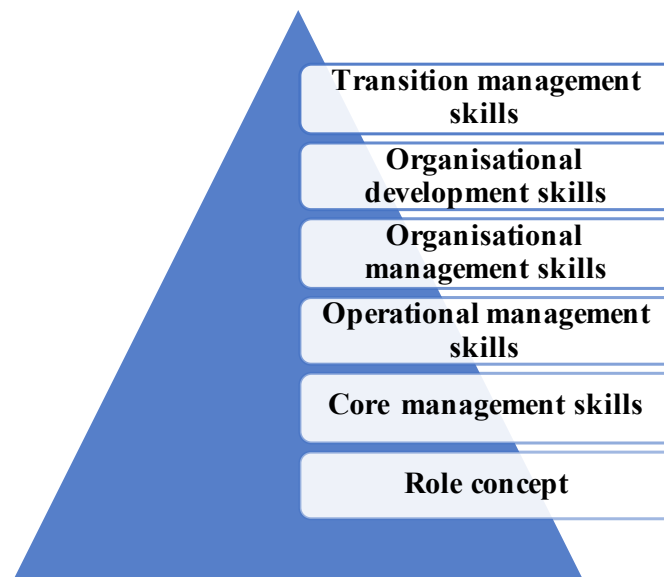 Transition management
skills
Organisational
development skills
Organisational
management skills
Operational management
skills
Core management skills
Role concept